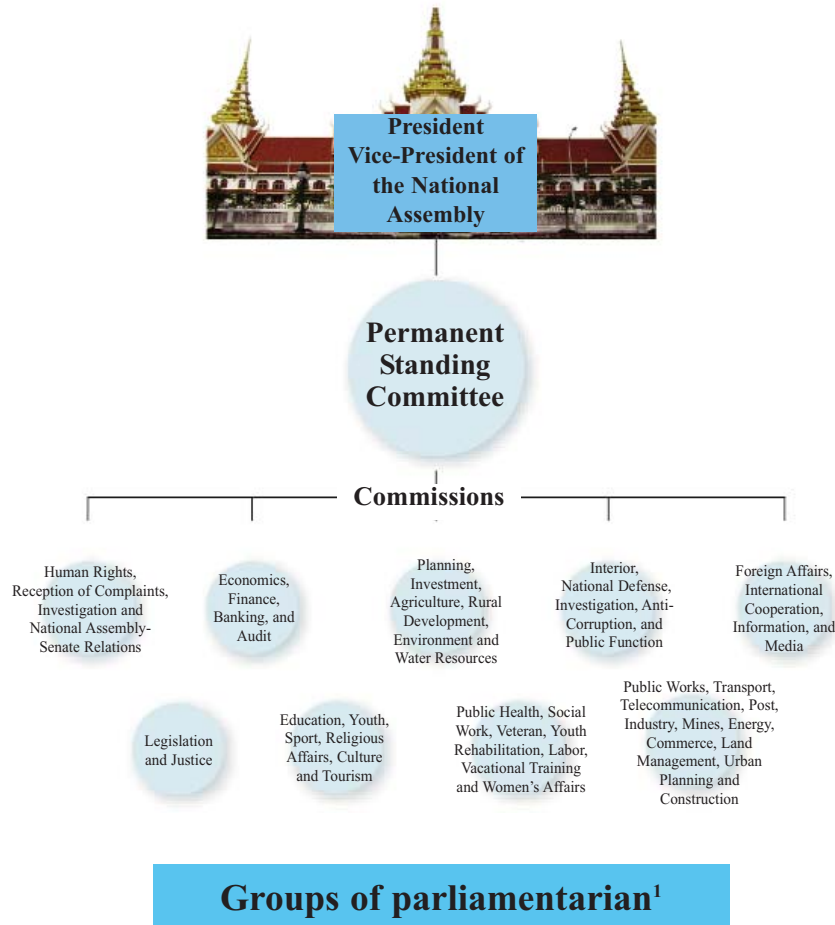 President
Vice-President of
the National
Assembly
Permanent
Standing
Committee
Commissions
Human Rights,
Reception of Complaints,
Investigation and
National Assembly-
Senate Relations
Economics,
Finance,
Banking, and
Audit
Planning,
Investment,
Agriculture, Rural
Development,
Environment and
Water Resources
Interior,
National Defense,
Investigation, Anti-
Corruption, and
Public Function
Foreign Affairs,
International
Cooperation,
Information, and
Media
Legislation
and Justice
Education, Youth,
Sport, Religious
Affairs, Culture
and Tourism
Public Health, Social
Work, Veteran, Youth
Rehabilitation, Labor,
Vacational Training
and Women's Affairs
Public Works, Transport,
Telecommunication, Post,
Industry, Mines, Energy,
Commerce, Land
Management, Urban
Planning and
Construction
Groups of parliamentarian¹